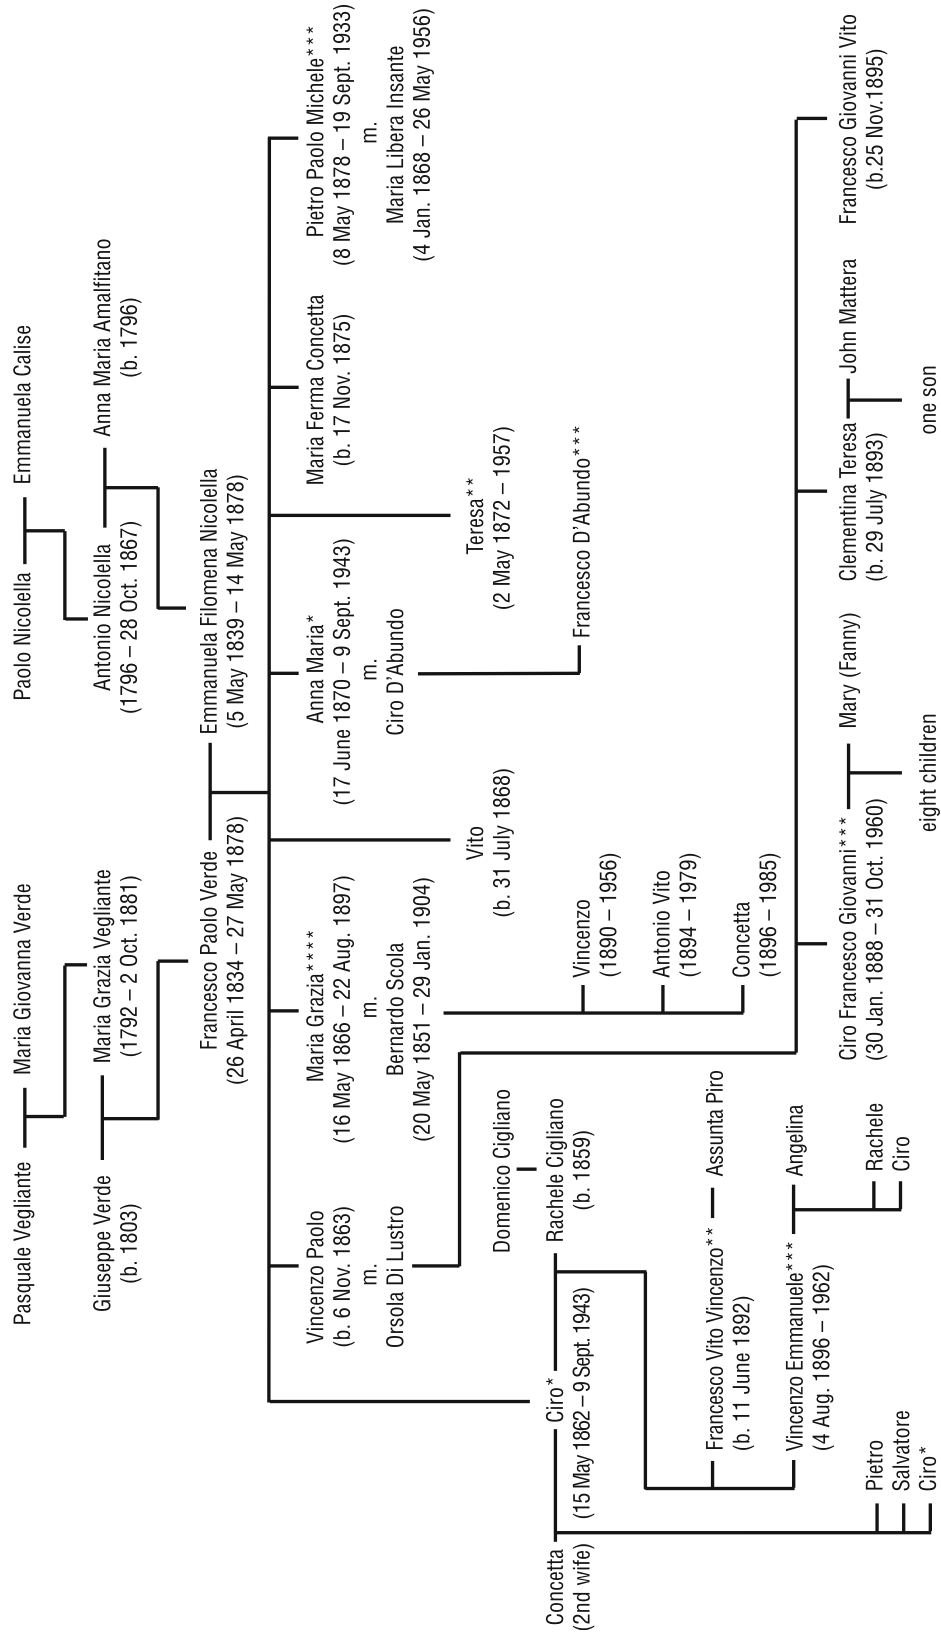 Pasquale Vegliante
Maria Giovanna Verde
Paolo Nicolella
Emmanuela Calise
Giuseppe Verde
(b. 1803)
Maria Grazia Vegliante
(1792 – 2 Oct. 1881)
Antonio Nicolella
(1796 – 28 Oct. 1867)
Anna Maria Amalfitano
(b. 1796)
Francesco Paolo Verde
(26 April 1834 – 27 May 1878)
Emmanuela Filomena Nicolella
(5 May 1839 – 14 May 1878)
Vincenzo Paolo
(b. 6 Nov. 1863)
m.
Orsola Di Lustro
Maria Grazia****
(16 May 1866 – 22 Aug. 1897)
m.
Bernardo Scola
(20 May 1851 – 29 Jan. 1904)
Anna Maria*
(17 June 1870 – 9 Sept. 1943)
m.
Ciro D'Abundo
Maria Ferma Concetta
(b. 17 Nov. 1875)
Pietro Paolo Michele***
(8 May 1878 – 19 Sept. 1933)
m.
Maria Libera Insante
(4 Jan. 1868 – 26 May 1956)
Vito
(b. 31 July 1868)
Teresa**
(2 May 1872 – 1957)
Domenico Cigliano
Concetta
(2nd wife)
Ciro*
(15 May 1862 – 9 Sept. 1943)
Rachele Cigliano
(b. 1859)
Vincenzo
(1890 – 1956)
Francesco D'Abundo***
Antonio Vito
(1894 – 1979)
Concetta
(1896 – 1985)
Francesco Vito Vincenzo**
(b. 11 June 1892)
Assunta Piro
Vincenzo Emmanuele***
(4 Aug. 1896 – 1962)
Angelina
Ciro Francesco Giovanni***
(30 Jan. 1888 – 31 Oct. 1960)
Mary (Fanny)
Clementina Teresa
(b. 29 July 1893)
John Mattera
Francesco Giovanni Vito
(b.25 Nov.1895)
Pietro
Salvatore
Ciro*
Rachele
Ciro
eight children
one son